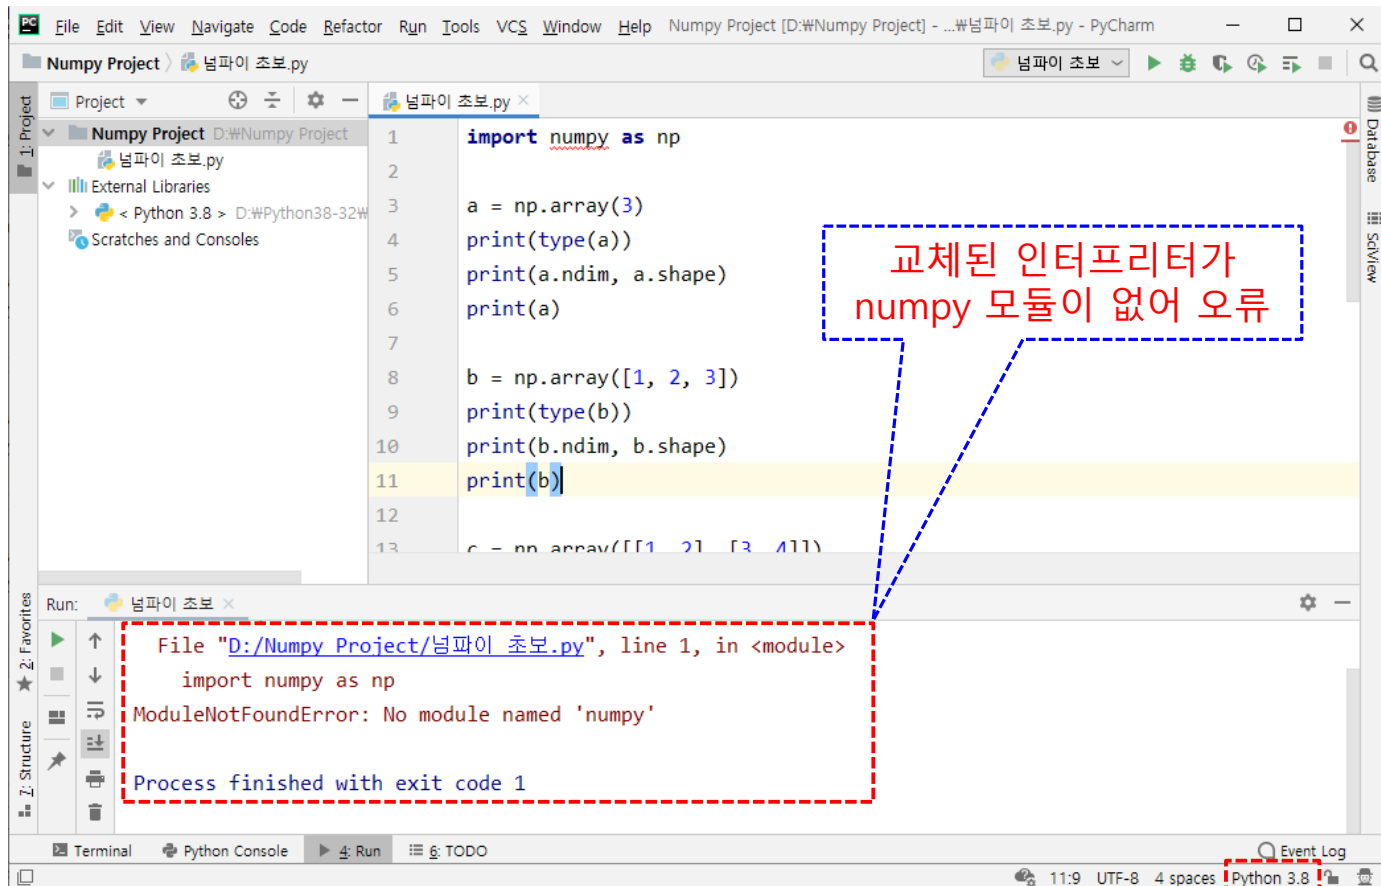 PC File Edit View Navigate Code Refactor Run Tools VCS Window Help Numpy Project [D:₩Numpy Project] - ...₩넘파이 초보.py - PyCharm
Numpy Project 넘파이 초보.py 넘파이 초보
1: Project
Project
Numpy Project D:₩Numpy Project
넘파이 초보.py
External Libraries
< Python 3.8 > D:₩Python38-32₩
Scratches and Consoles
넘파이 초보.py
1 import numpy as np
2
3 a = np.array(3)
4 print(type(a))
5 print(a.ndim, a.shape)
6 print(a)
7
8 b = np.array([1, 2, 3])
9 print(type(b))
10 print(b.ndim, b.shape)
11 print(b)
12
13 c = np.array([[1, 2], [3, 4]])
교체된 인터프리터가
numpy 모듈이 없어 오류
Database
SciView
2: Favorites
7: Structure
Run: 넘파이 초보
File "D:/Numpy Project/넘파이 초보.py", line 1, in <module>
import numpy as np
ModuleNotFoundError: No module named 'numpy'
Process finished with exit code 1
Terminal Python Console 4: Run 6: TODO Event Log
11:9 UTF-8 4 spaces Python 3.8